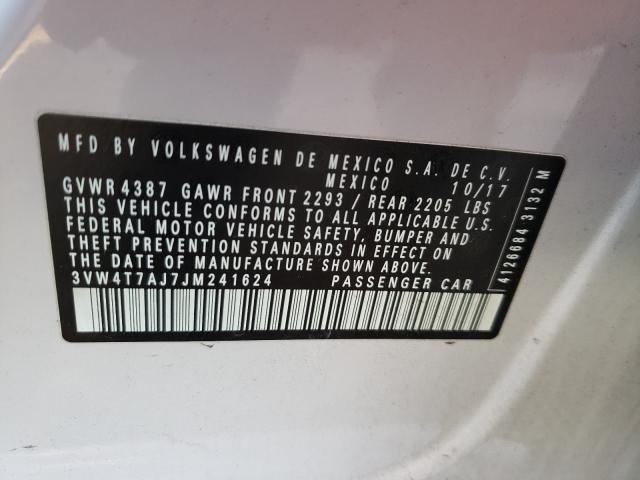 MFD BY VOLKSWAGEN DE MEXICO S.A. DE C.V.
MEXICO 10/17
GVWR 4387 GAWR FRONT 2293 / REAR 2205 LBS
THIS VEHICLE CONFORMS TO ALL APPLICABLE U.S.
FEDERAL MOTOR VEHICLE SAFETY, BUMPER AND
THEFT PREVENTION STANDARDS IN EFFECT ON
THE DATE OF MANUFACTURE SHOWN ABOVE.
3VW4T7AJ7JM241624 PASSENGER CAR
4126684 3132 M